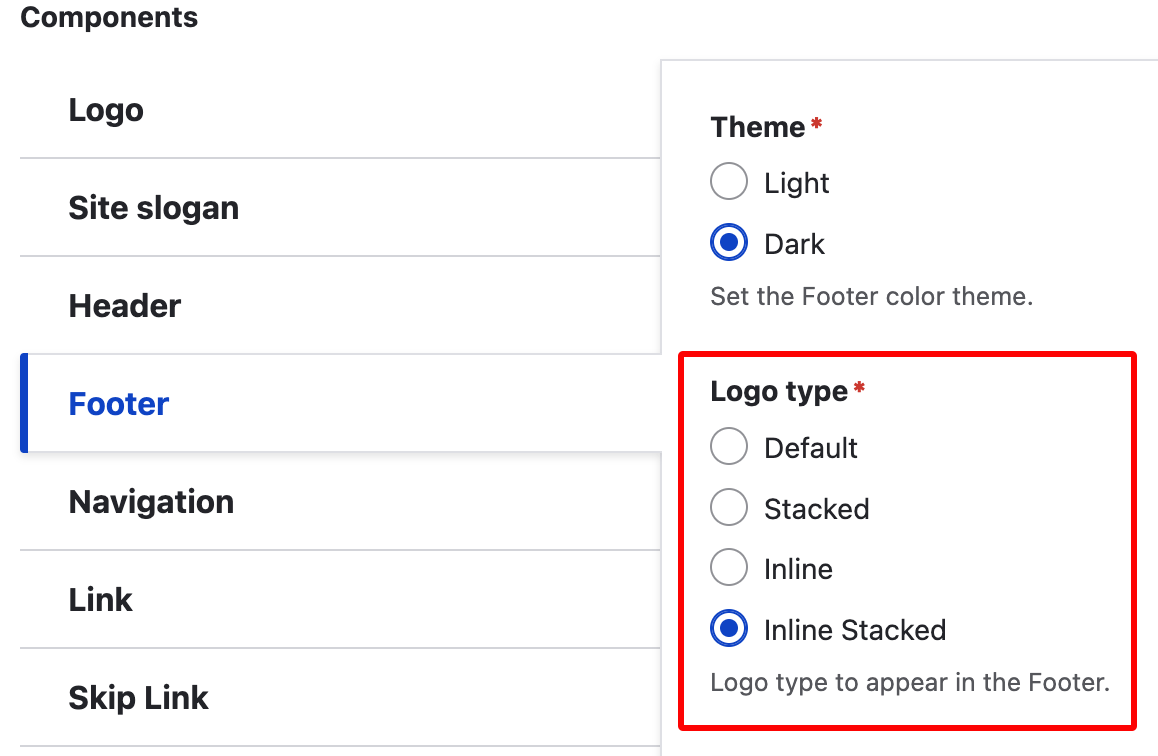 Components
Logo
Site slogan
Header
Footer
Navigation
Link
Skip Link
Theme*
Light
Dark
Set the Footer color theme.
Logo type*
Default
Stacked
Inline
Inline Stacked
Logo type to appear in the Footer.